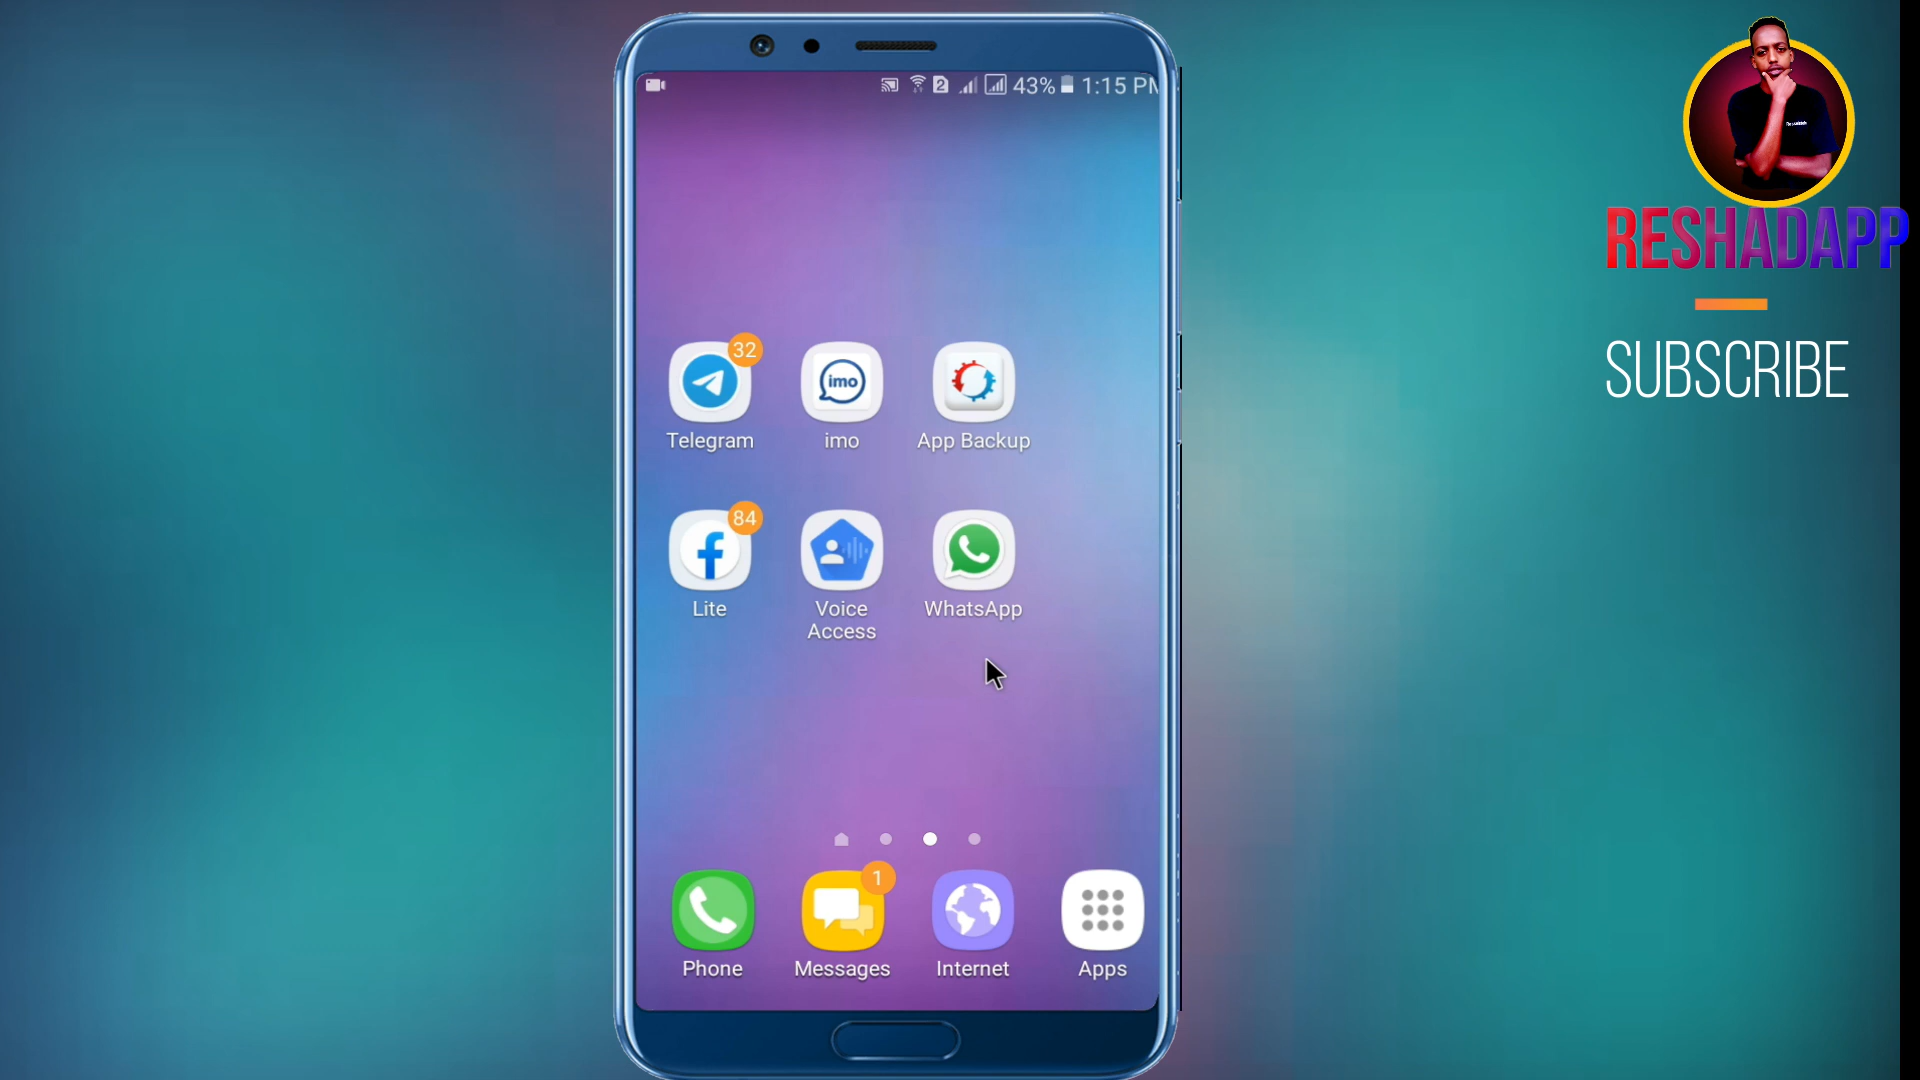 43% 1:15 PM
RESHADAPP
SUBSCRIBE
32
imo
Telegram imo App Backup
84
Lite Voice Access WhatsApp
1
Phone Messages Internet Apps